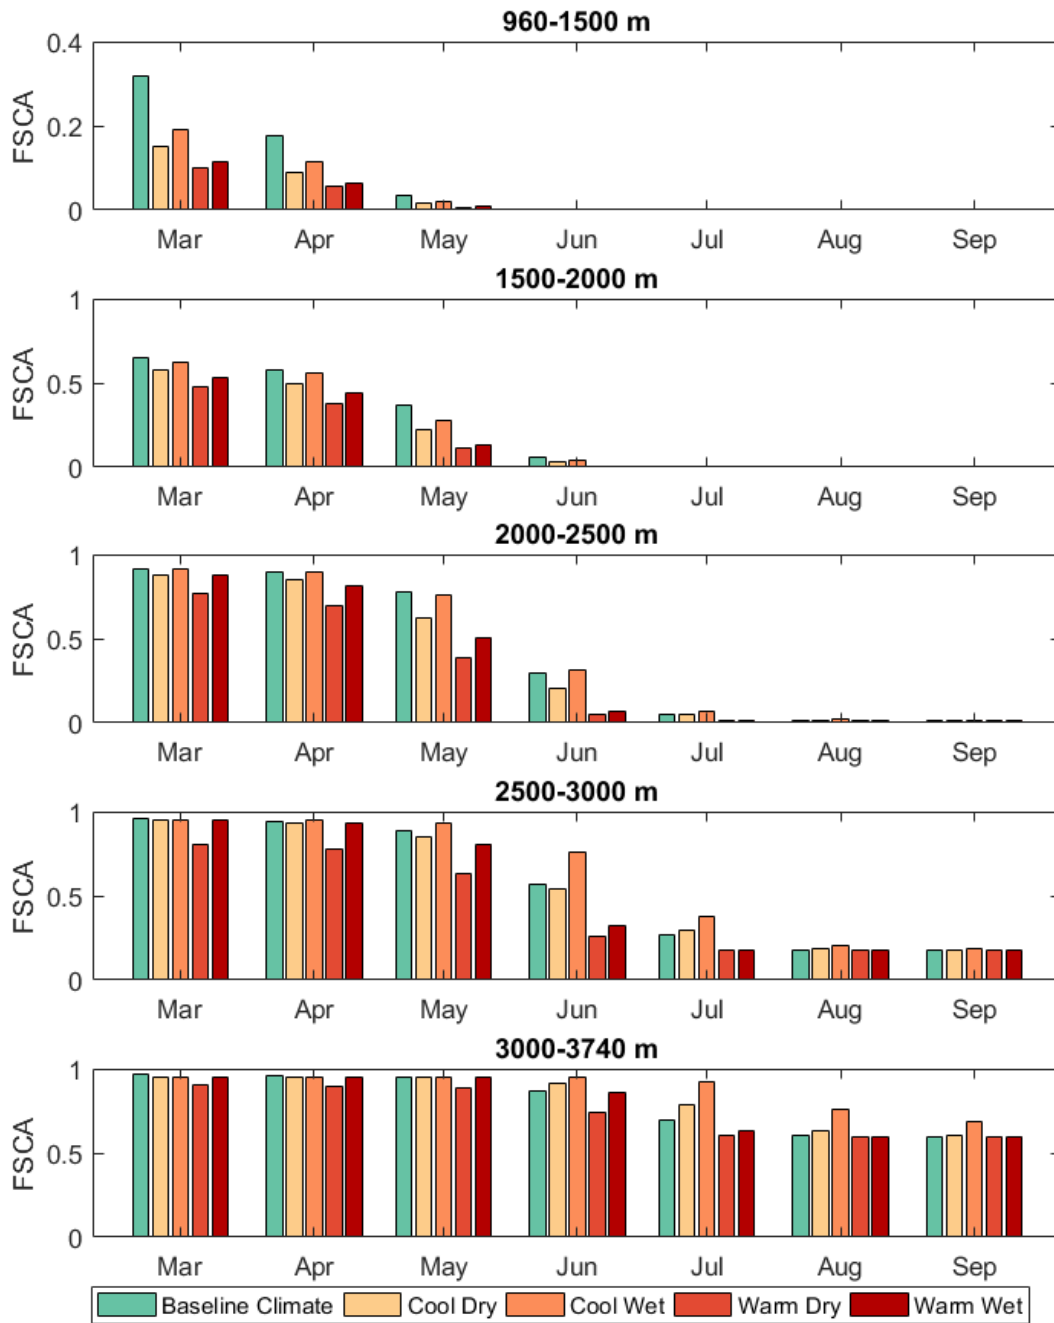 960-1500 m
FSCA
0.4
0.2
0
Mar Apr May Jun Jul Aug Sep
1500-2000 m
FSCA
1
0.5
0
Mar Apr May Jun Jul Aug Sep
2000-2500 m
FSCA
1
0.5
0
Mar Apr May Jun Jul Aug Sep
2500-3000 m
FSCA
1
0.5
0
Mar Apr May Jun Jul Aug Sep
3000-3740 m
FSCA
1
0.5
0
Mar Apr May Jun Jul Aug Sep
Baseline Climate Cool Dry Cool Wet Warm Dry Warm Wet